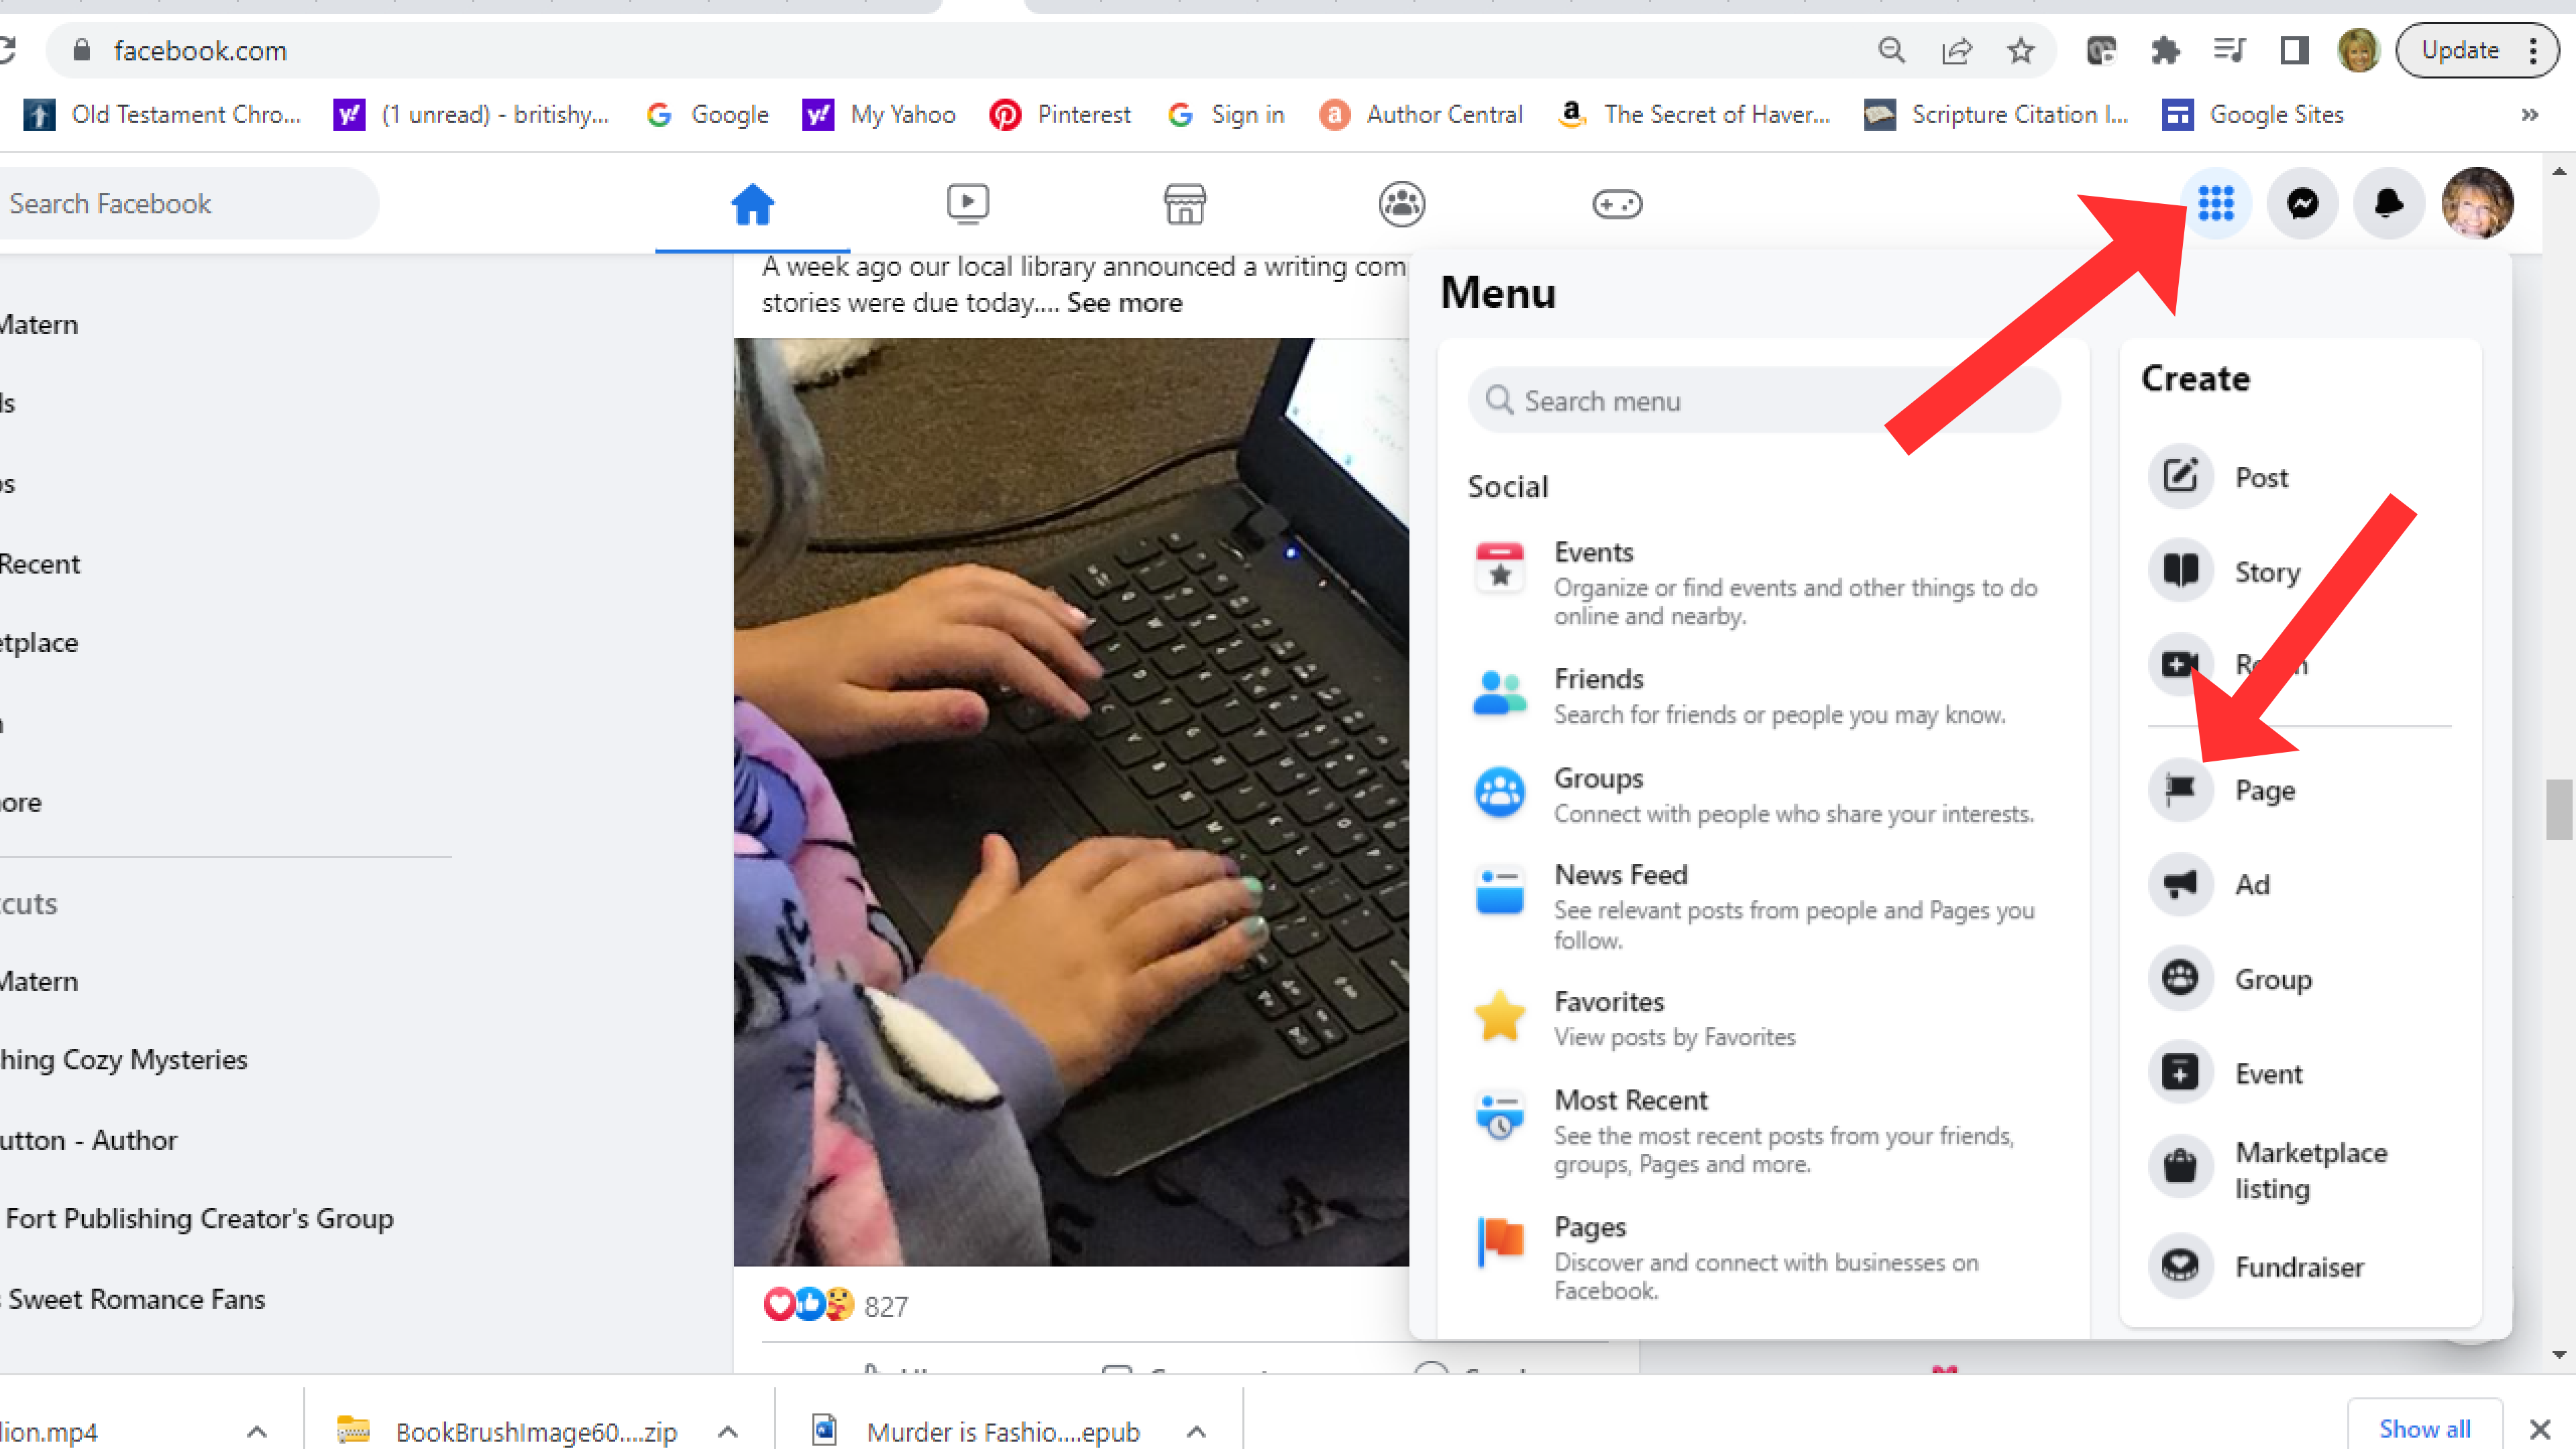 facebook.com
Update
Old Testament Chro...
(1 unread) - britishy...
Google
My Yahoo
Pinterest
Sign in
Author Central
The Secret of Haver...
Scripture Citation I...
Google Sites
Search Facebook
A week ago our local library announced a writing com
stories were due today.... See more
Matern
Recent
hing Cozy Mysteries
- Author
Fort Publishing Creator's Group
Sweet Romance Fans
827
Menu
Search menu
Social
Events
Organize or find events and other things to do
online and nearby.
Friends
Search for friends or people you may know.
Groups
Connect with people who share your interests.
News Feed
See relevant posts from people and Pages you
follow.
Favorites
View posts by Favorites
Most Recent
See the most recent posts from your friends,
groups, Pages and more.
Pages
Discover and connect with businesses on
Facebook.
Create
Post
Story
Page
Ad
Group
Event
Marketplace
listing
Fundraiser
lion.mp4
BookBrushImage60....zip
Murder is Fashio....epub
Show all